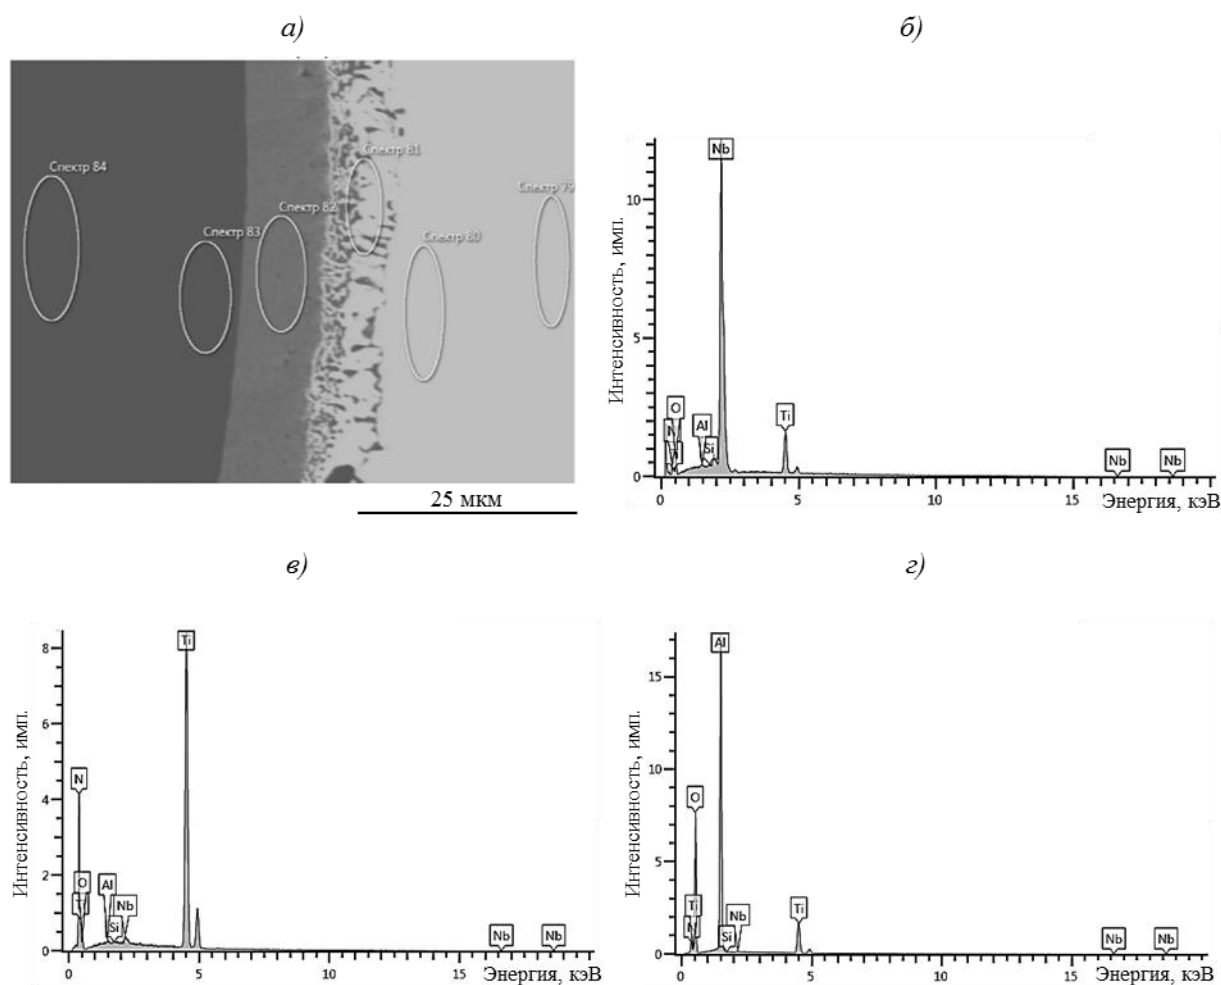 а)
Спектр 84
Спектр 83
Спектр 82
Спектр 81
Спектр 80
Спектр 79
25 мкм
б)
Интенсивность, имп.
10
5
0
Nb
O
N
Al
Si
Ti
Nb
Nb
0
5
10
15
Энергия, кэВ
в)
Интенсивность, имп.
8
6
4
2
0
Ti
N
O
Al
Nb
Si
Nb
Nb
0
5
10
15
Энергия, кэВ
г)
Интенсивность, имп.
15
10
5
0
Al
O
Ti
N
Si
Nb
Ti
Nb
Nb
0
5
10
15
Энергия, кэВ